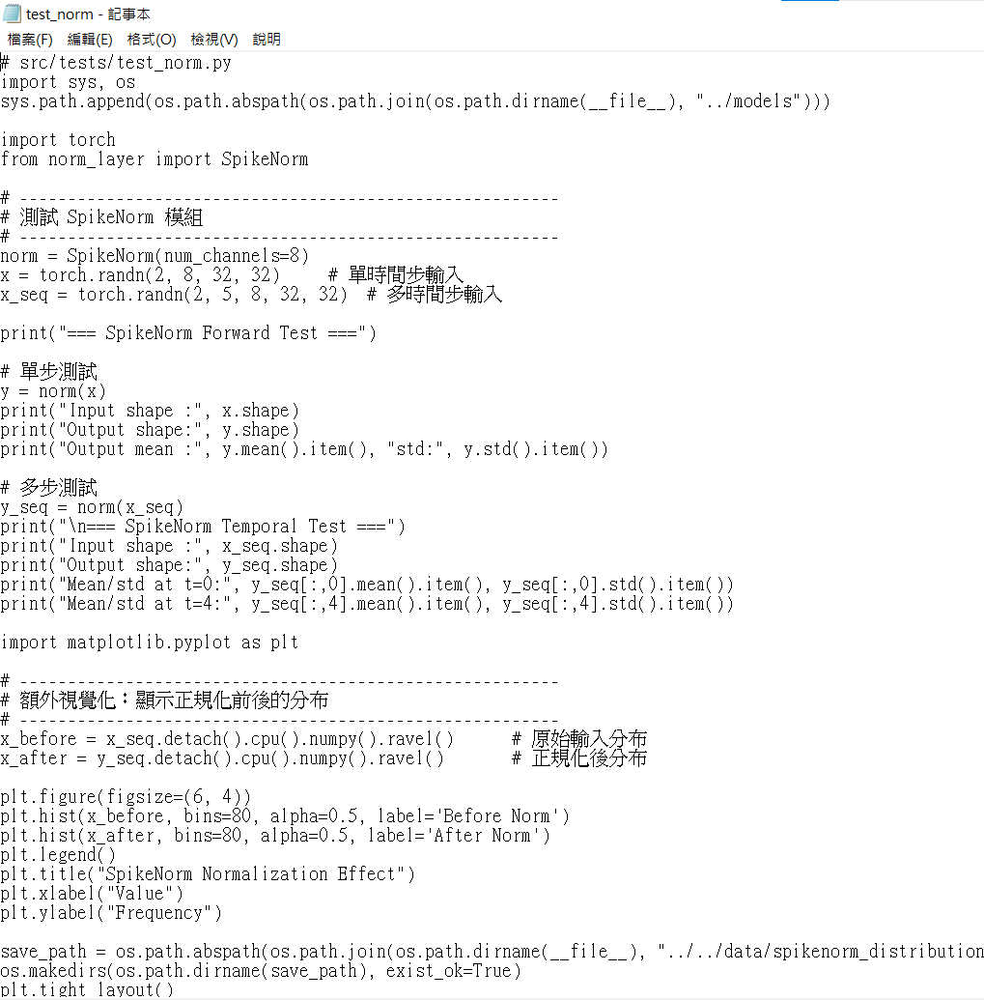 test_norm - 記事本
檔案(F) 編輯(E) 格式(O) 檢視(V) 說明
# src/tests/test_norm.py
import sys, os
sys.path.append(os.path.abspath(os.path.join(os.path.dirname(__file__), "../models")))

import torch
from norm_layer import SpikeNorm

# --------------------------------------------------------
# 測試 SpikeNorm 模組
# --------------------------------------------------------
norm = SpikeNorm(num_channels=8)
x = torch.randn(2, 8, 32, 32)     # 單時間步輸入
x_seq = torch.randn(2, 5, 8, 32, 32)  # 多時間步輸入

print("=== SpikeNorm Forward Test ===")

# 單步測試
y = norm(x)
print("Input shape :", x.shape)
print("Output shape:", y.shape)
print("Output mean :", y.mean().item(), "std:", y.std().item())

# 多步測試
y_seq = norm(x_seq)
print("\n=== SpikeNorm Temporal Test ===")
print("Input shape :", x_seq.shape)
print("Output shape:", y_seq.shape)
print("Mean/std at t=0:", y_seq[:,0].mean().item(), y_seq[:,0].std().item())
print("Mean/std at t=4:", y_seq[:,4].mean().item(), y_seq[:,4].std().item())

import matplotlib.pyplot as plt

# --------------------------------------------------------
# 額外視覺化：顯示正規化前後的分布
# --------------------------------------------------------
x_before = x_seq.detach().cpu().numpy().ravel()      # 原始輸入分布
x_after = y_seq.detach().cpu().numpy().ravel()       # 正規化後分布

plt.figure(figsize=(6, 4))
plt.hist(x_before, bins=80, alpha=0.5, label='Before Norm')
plt.hist(x_after, bins=80, alpha=0.5, label='After Norm')
plt.legend()
plt.title("SpikeNorm Normalization Effect")
plt.xlabel("Value")
plt.ylabel("Frequency")

save_path = os.path.abspath(os.path.join(os.path.dirname(__file__), "../../data/spikenorm_distribution
os.makedirs(os.path.dirname(save_path), exist_ok=True)
plt.tight_layout()